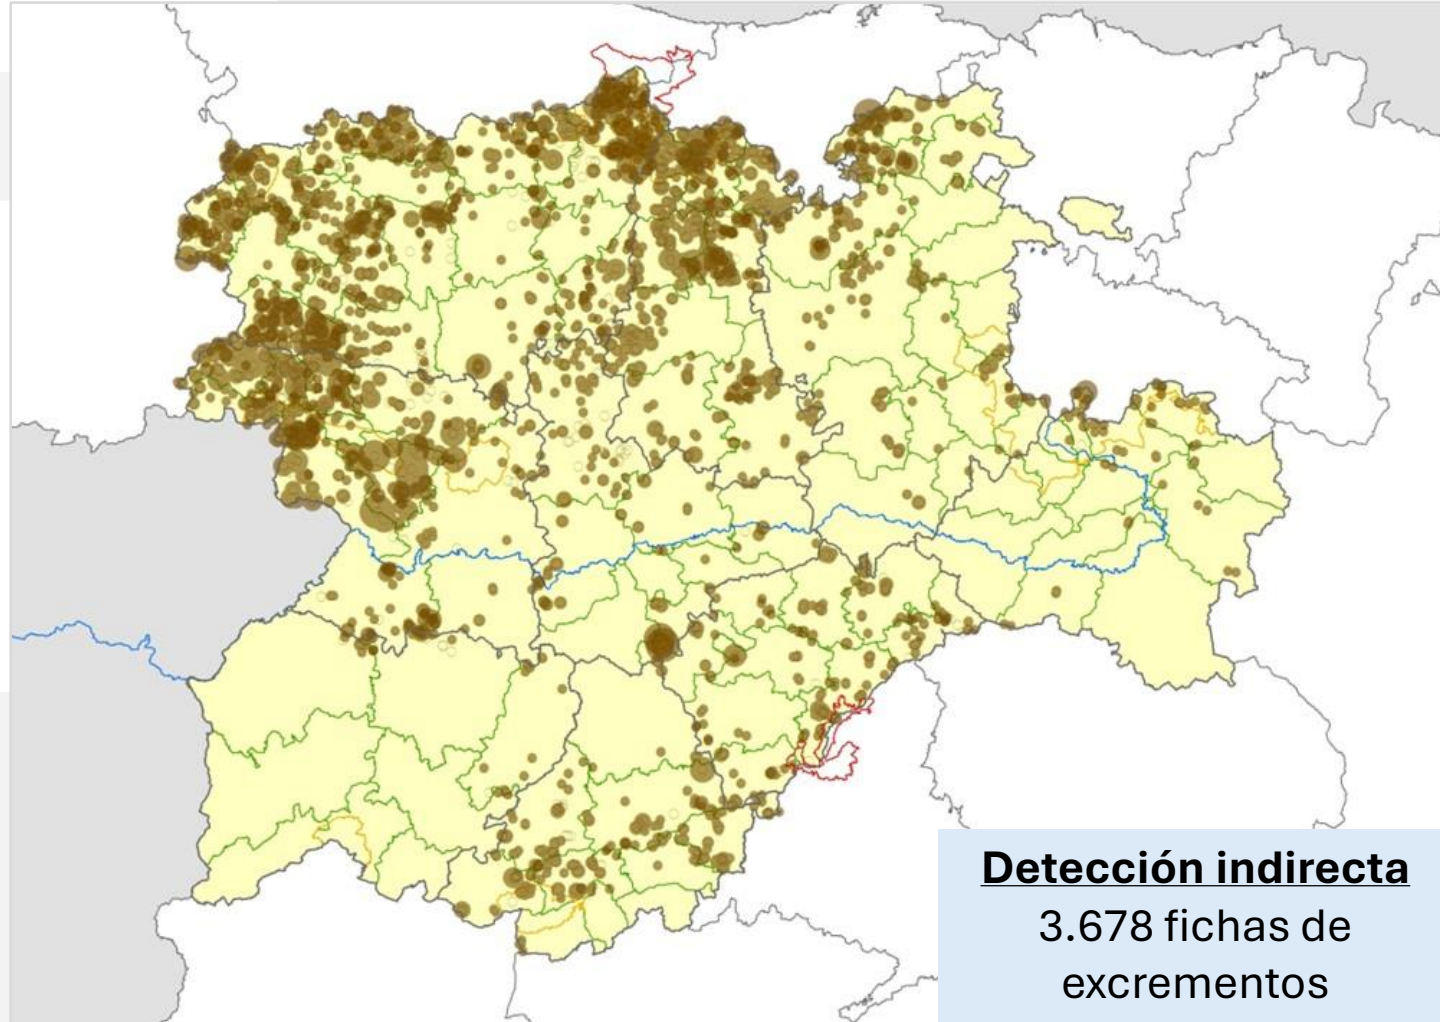 Detección indirecta
3.678 fichas de
excrementos